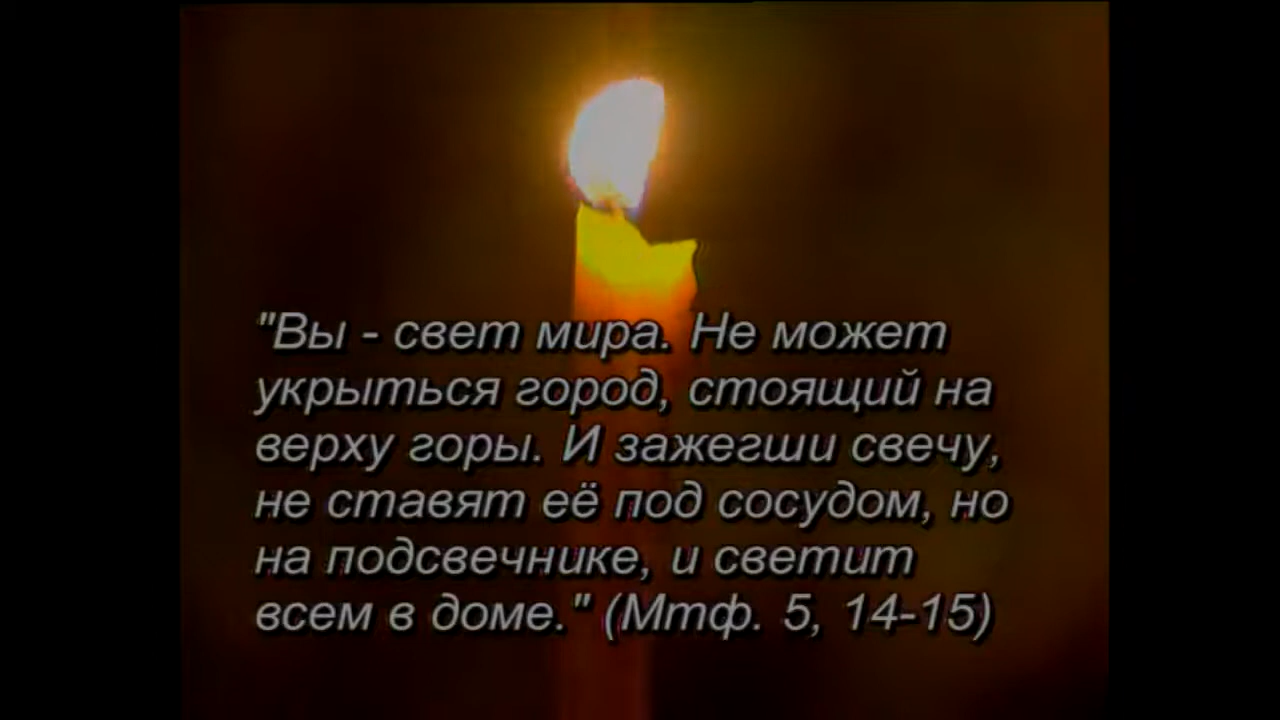 "Вы - свет мира. Не может
укрыться город, стоящий на
верху горы. И зажегши свечу,
не ставят её под сосудом, но
на подсвечнике, и светит
всем в доме." (Мтф. 5, 14-15)